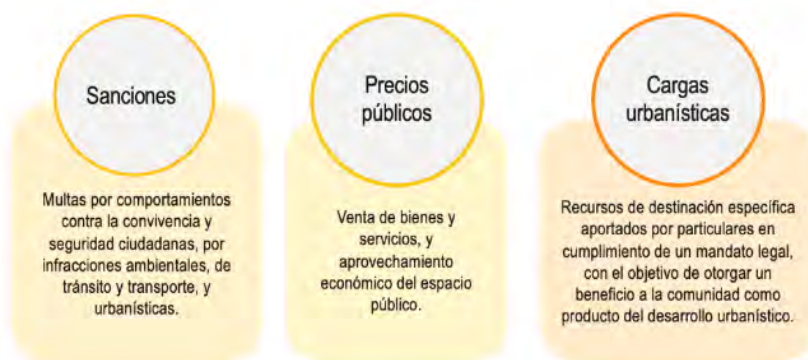 Sanciones
Multas por comportamientos
contra la convivencia y
seguridad ciudadanas, por
infracciones ambientales, de
tránsito y transporte, y
urbanísticas.
Precios
públicos
Venta de bienes y
servicios, y
aprovechamiento
económico del espacio
público.
Cargas
urbanísticas
Recursos de destinación específica
aportados por particulares en
cumplimiento de un mandato legal,
con el objetivo de otorgar un
beneficio a la comunidad como
producto del desarrollo urbanístico.